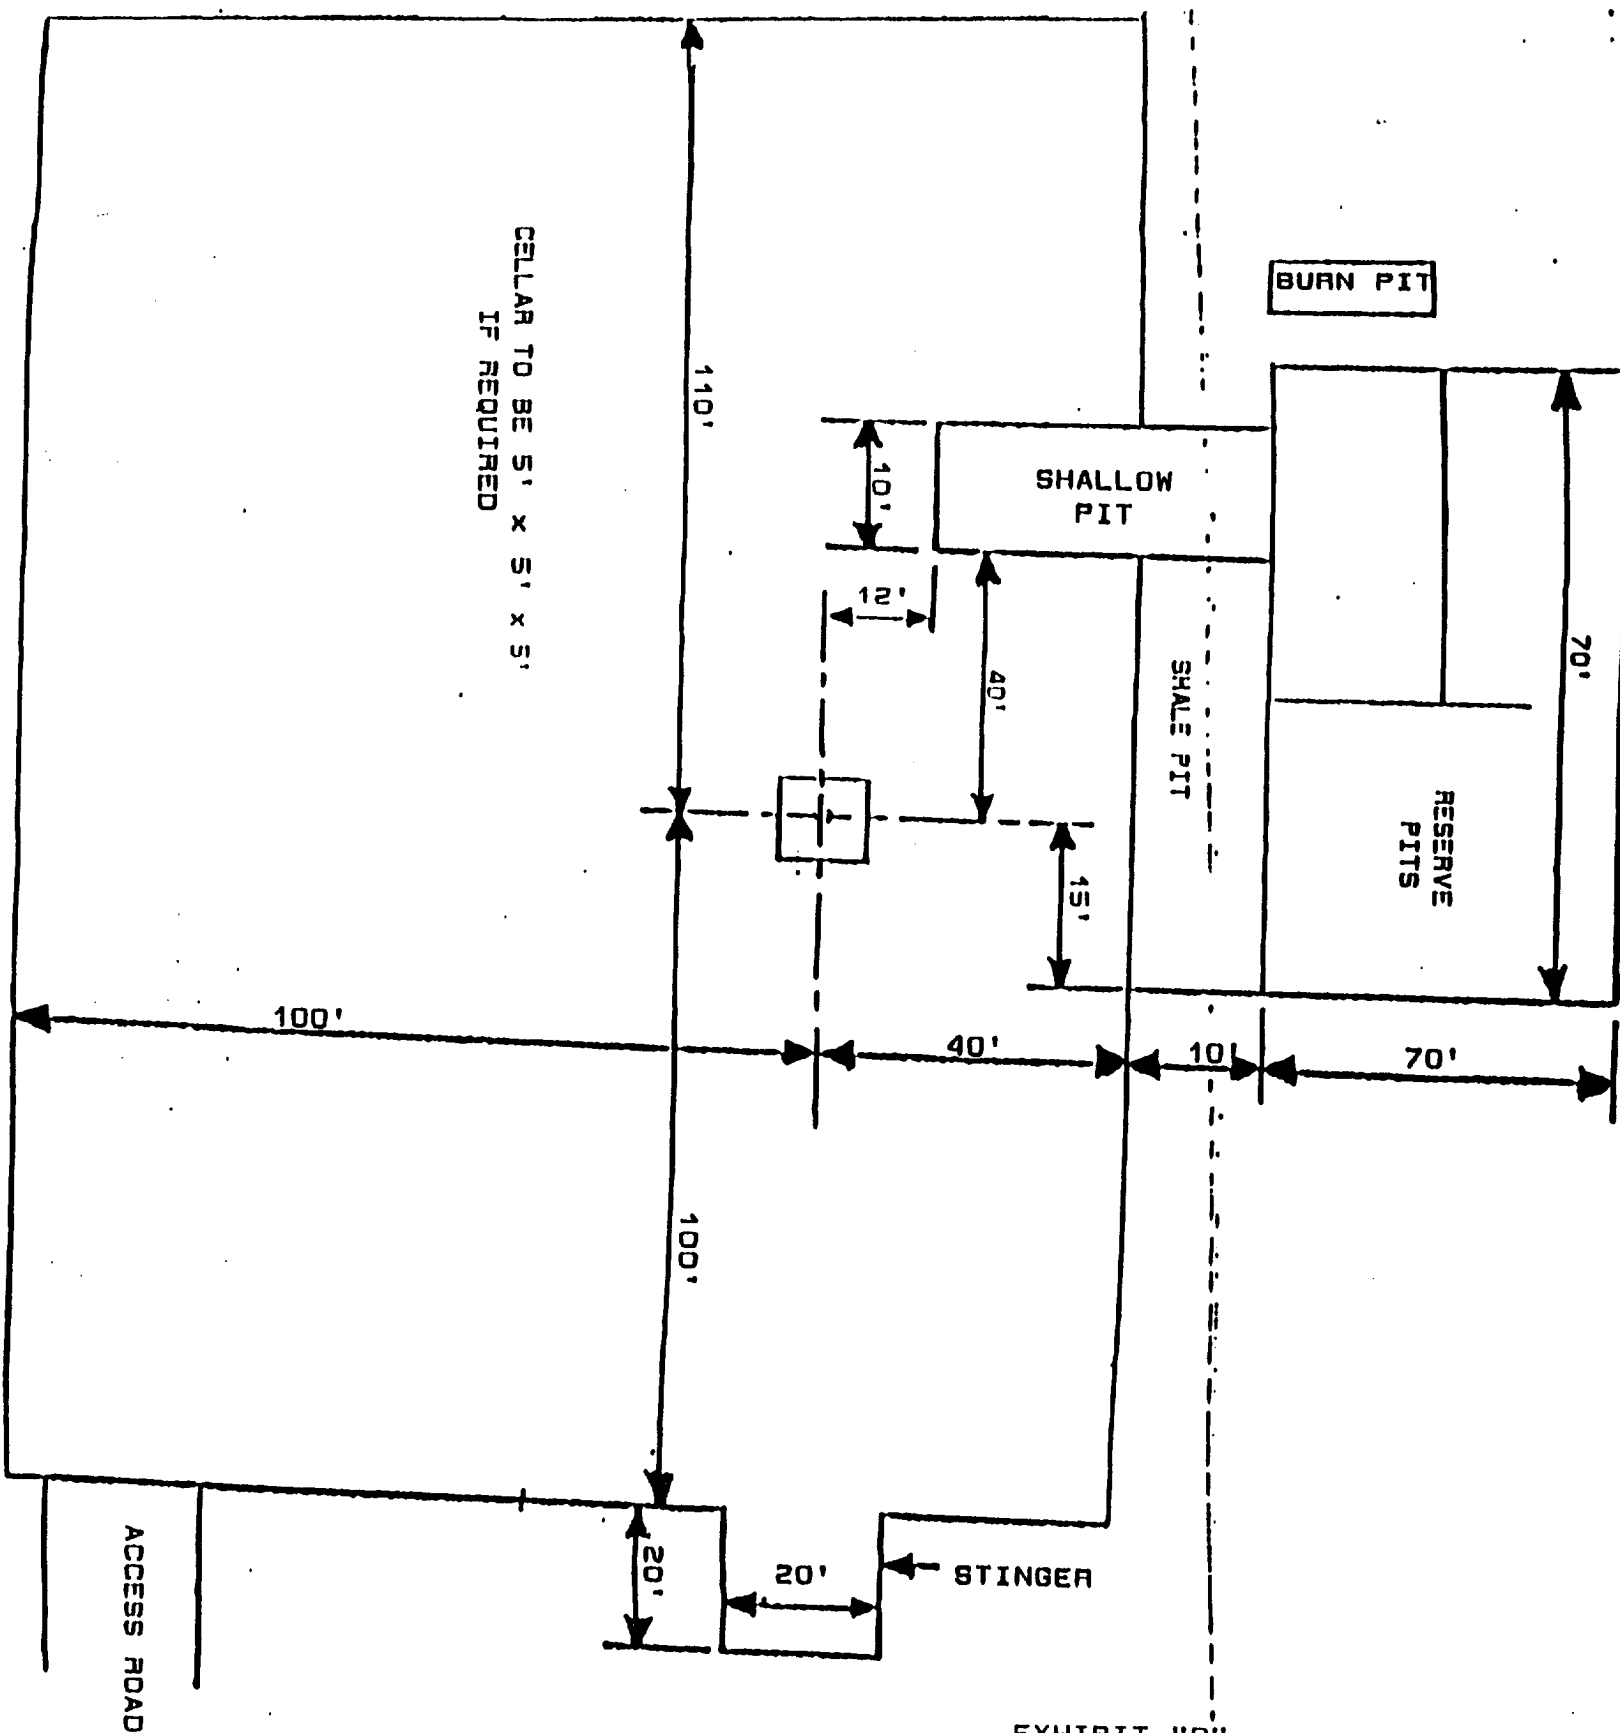 BURN PIT
CELLAR TO BE 5' x 5' x 5'
IF REQUIRED
110'
10'
SHALLOW
PIT
12'
40'
70'
SHALE PIT
RESERVE
PITS
15'
100'
40'
10'
70'
100'
20'
20'
STINGER
ACCESS ROAD
EXHIBIT